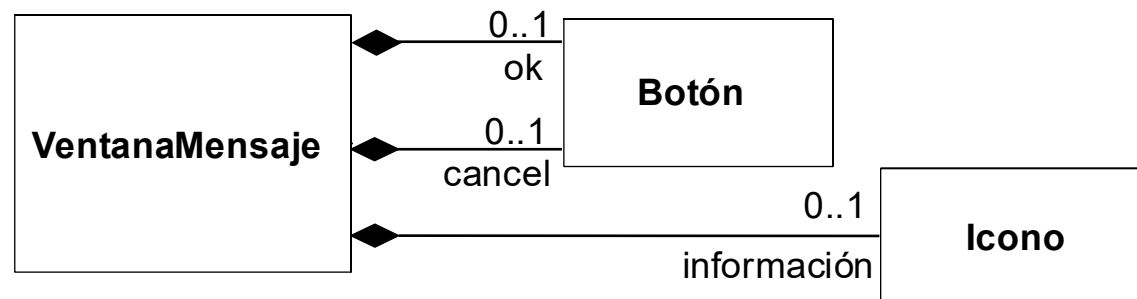 0..1
ok
Botón
VentanaMensaje
0..1
cancel
0..1
Icono
información